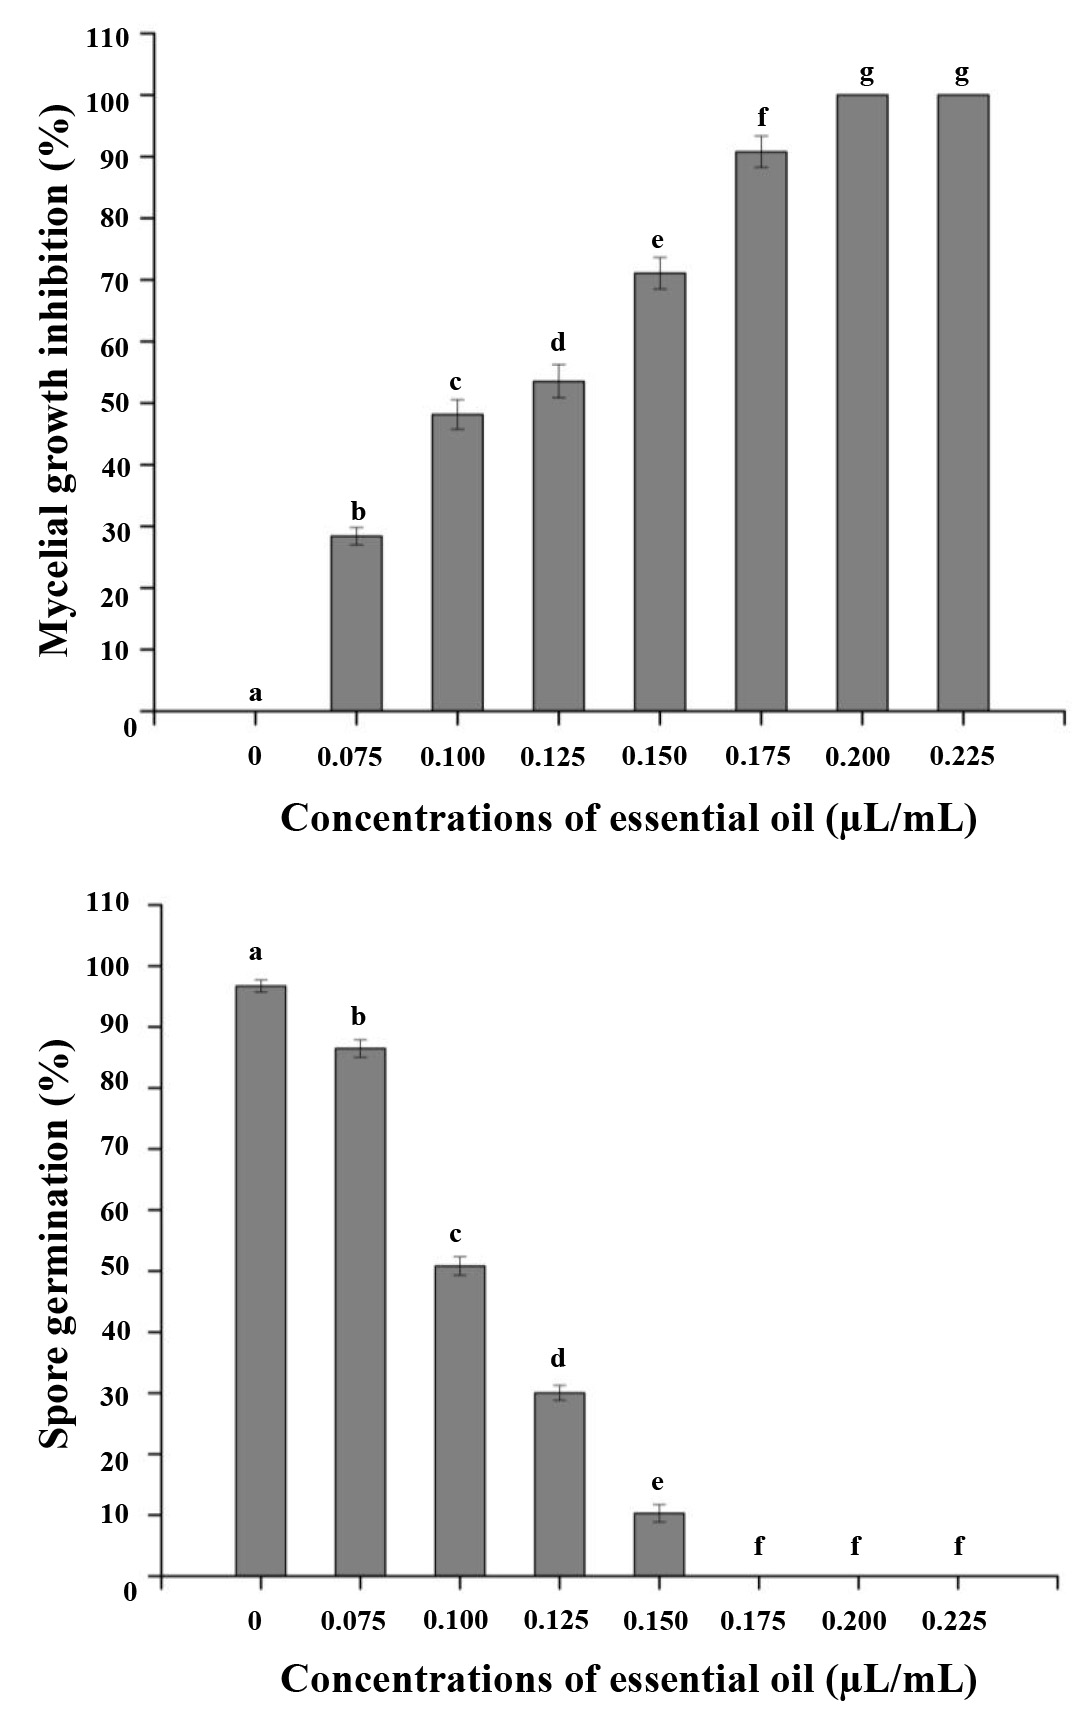 Mycelial growth inhibition (%)
110
100
90
80
70
60
50
40
30
20
10
0
a
b
c
d
e
f
g
g
0 0.075 0.100 0.125 0.150 0.175 0.200 0.225
Concentrations of essential oil (μL/mL)
Spore germination (%)
110
100
90
80
70
60
50
40
30
20
10
0
a
b
c
d
e
f
f
f
0 0.075 0.100 0.125 0.150 0.175 0.200 0.225
Concentrations of essential oil (μL/mL)